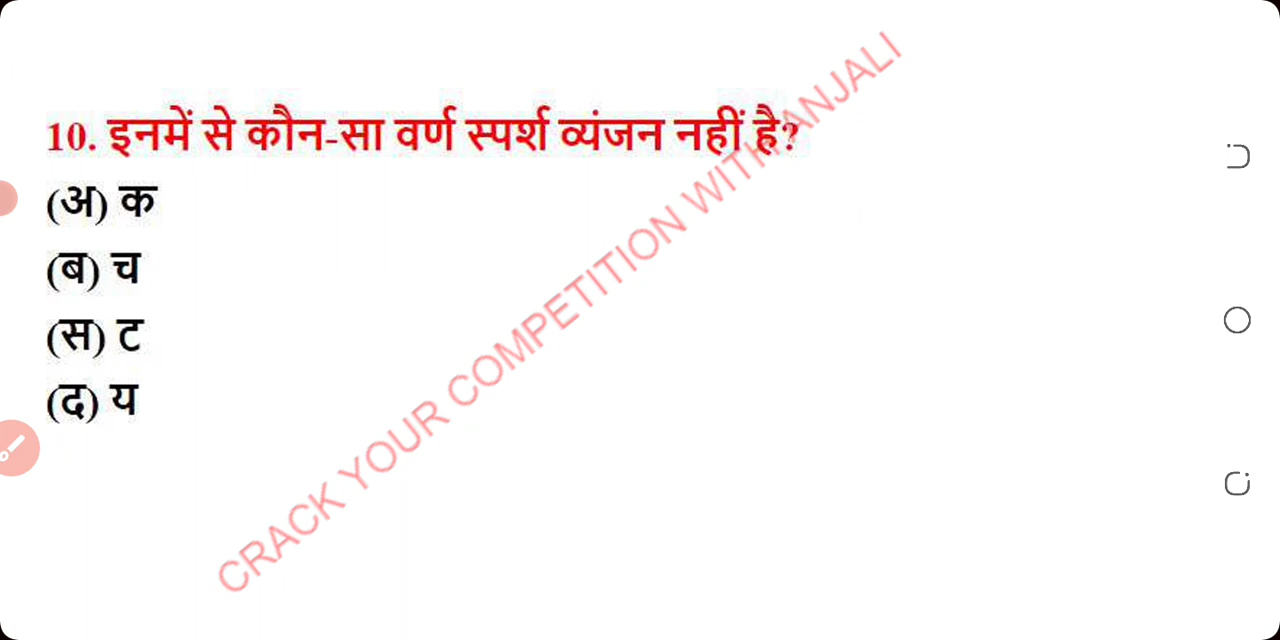 10. इनमें से कौन-सा वर्ण स्पर्श व्यंजन नहीं है?
(अ) क
(ब) च
(स) ट
(द) य
CRACK YOUR COMPETITION WITH ANJALI